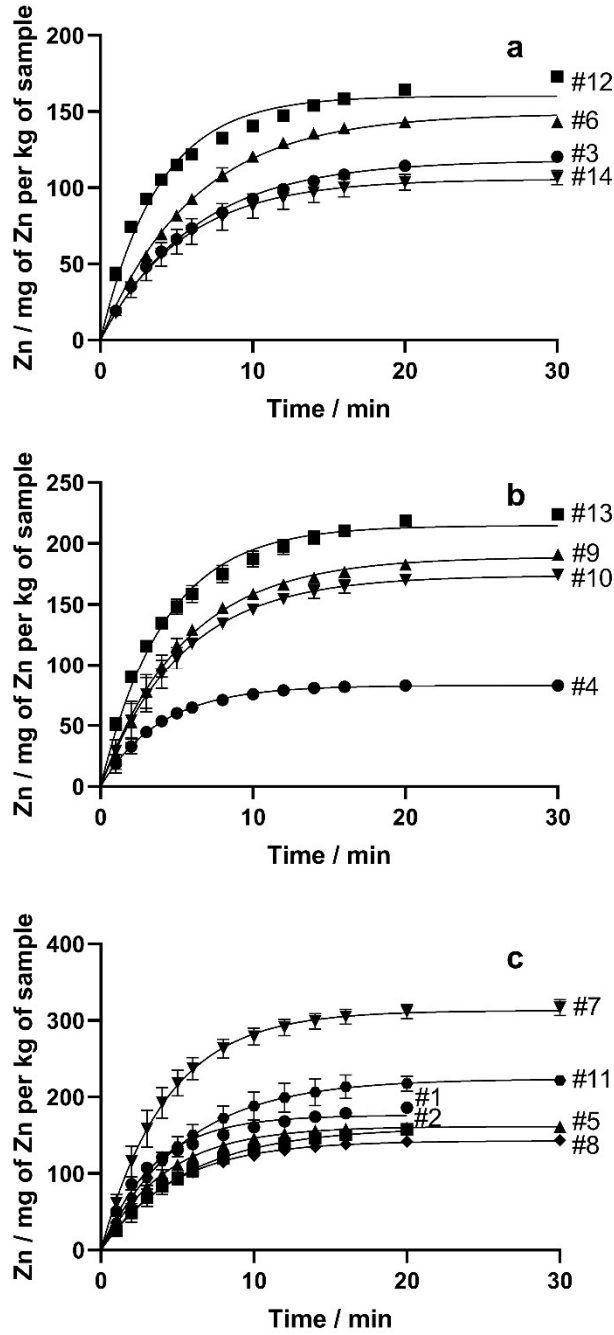 a
Zn / mg of Zn per kg of sample
200
150
100
50
0
#12
#6
#3
#14
0 10 20 30
Time / min
b
Zn / mg of Zn per kg of sample
250
200
150
100
50
0
#13
#9
#10
#4
0 10 20 30
Time / min
c
Zn / mg of Zn per kg of sample
400
300
200
100
0
#7
#11
#1
#2
#5
#8
0 10 20 30
Time / min